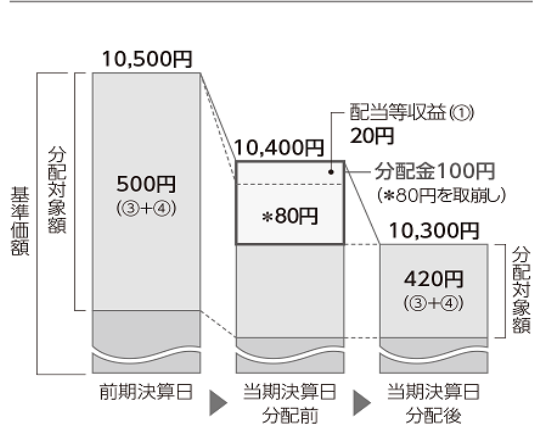 10,500円
配当等収益(①)
20円
10,400円
分配金100円
(*80円を取崩し)
分配対象額
基準価額
500円
(③+④)
*80円
10,300円
420円
(③+④)
分配対象額
前期決算日
当期決算日
分配前
当期決算日
分配後